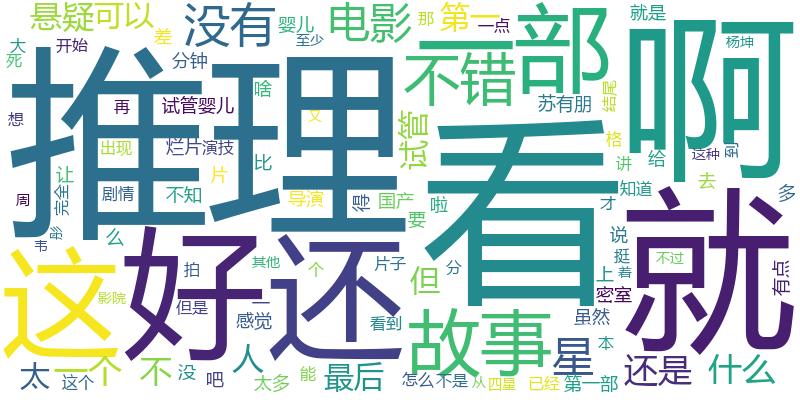 悬疑
可以
没有
婴儿
至少
电影
那
第一
一点
二
部
就是
啊
杨坤
大
死
开始
差
分钟
推理
不错
想
再
试管婴儿
啥
苏有朋
结尾
出现
烂片
演技
又
试管
格
这种
到
比
讲
给
让
片
看
周
完全
剧情
不知
导演
得
国产
知道
去
多
要
啦
才
韦
彤
么
这
好
还
说
就
挺
着
不过
拍
其他
个
片子
但
分
上
有点
影院
但是
一
密室
感觉
看到
故事
虽然
星
本
一个
不
没
人
还是
什么
太
这个
吧
太多
能
最后
怎么
不是
从
四星
已经
第一部